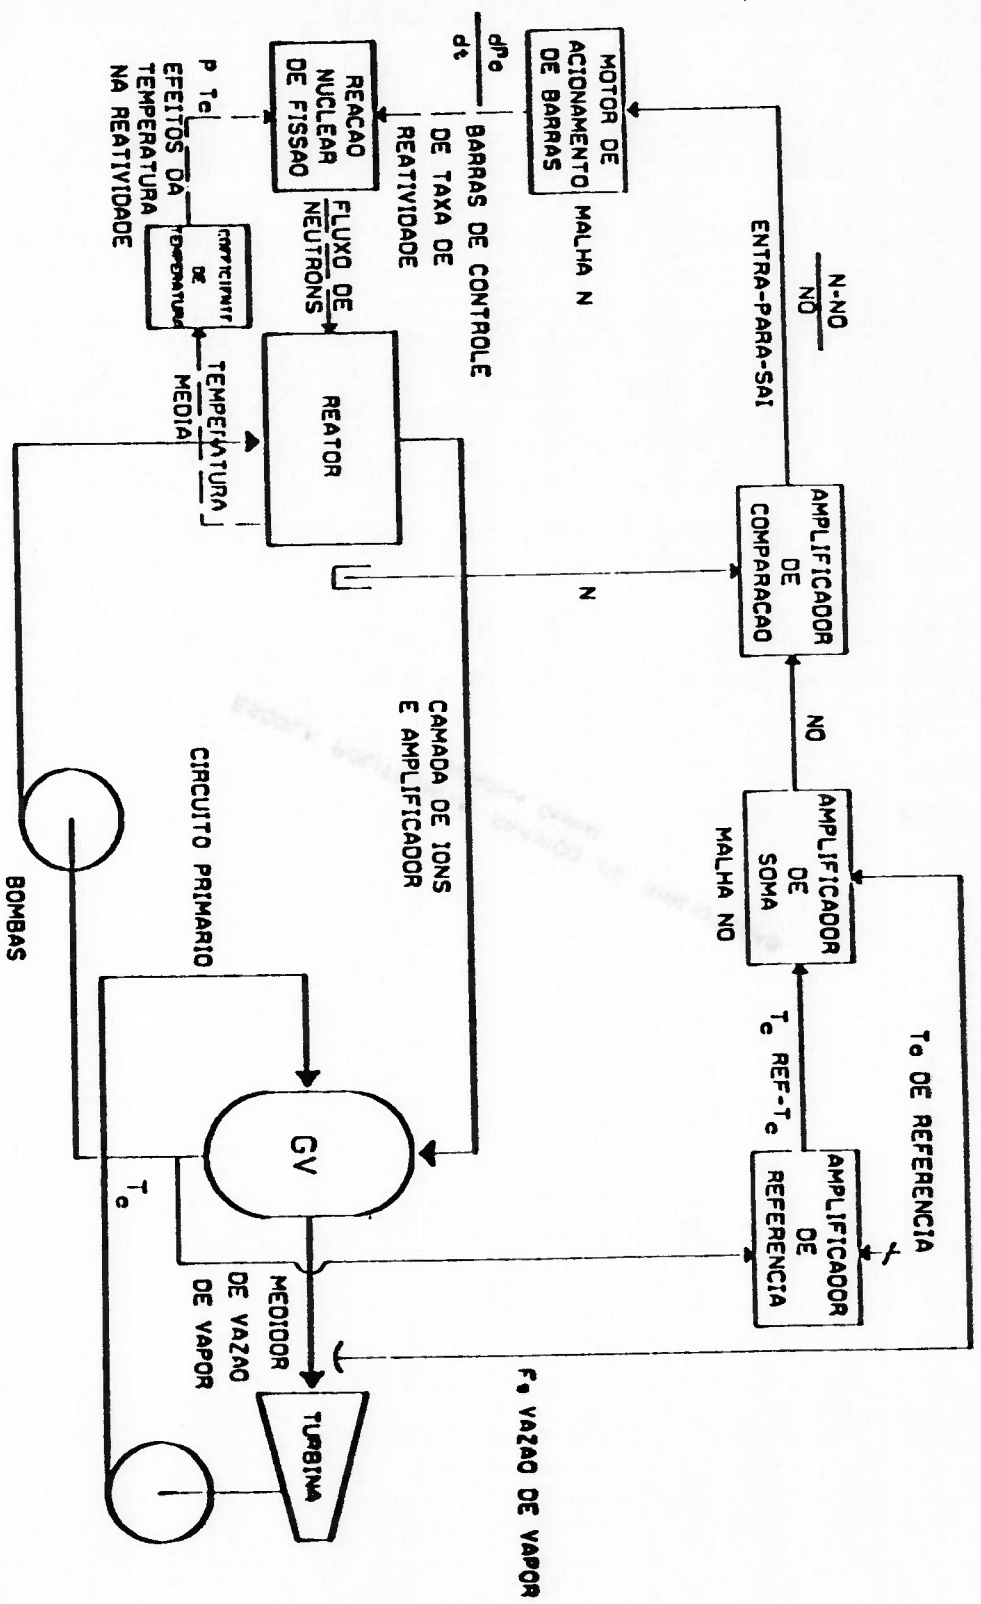 MOTOR DE
ACIONAMENTO
DE BARRAS
MALHA N
N-NO
NO
ENTRA-PARA-SAI
AMPLIFICADOR
DE
COMPARACAO
NO
AMPLIFICADOR
DE
SOMA
MALHA NO
Tc REF-Tc
AMPLIFICADOR
DE
REFERENCIA
Tc DE REFERENCIA
dt
BARRAS DE CONTROLE
DE TAXA DE
REATIVIDADE
REACAO
NUCLEAR
DE FISSAO
FLUXO DE
NEUTRONS
REATOR
N
CAMADA DE IONS
E AMPLIFICADOR
P Tc
EFEITOS DA
TEMPERATURA
NA REATIVIDADE
COEFICIENTE
DE
TEMPERATURA
TEMPERATURA
MEDIA
CIRCUITO PRIMARIO
BOMBAS
GV
Tc
MEDIDOR
DE VAZAO
DE VAPOR
TURBINA
Fs VAZAO DE VAPOR